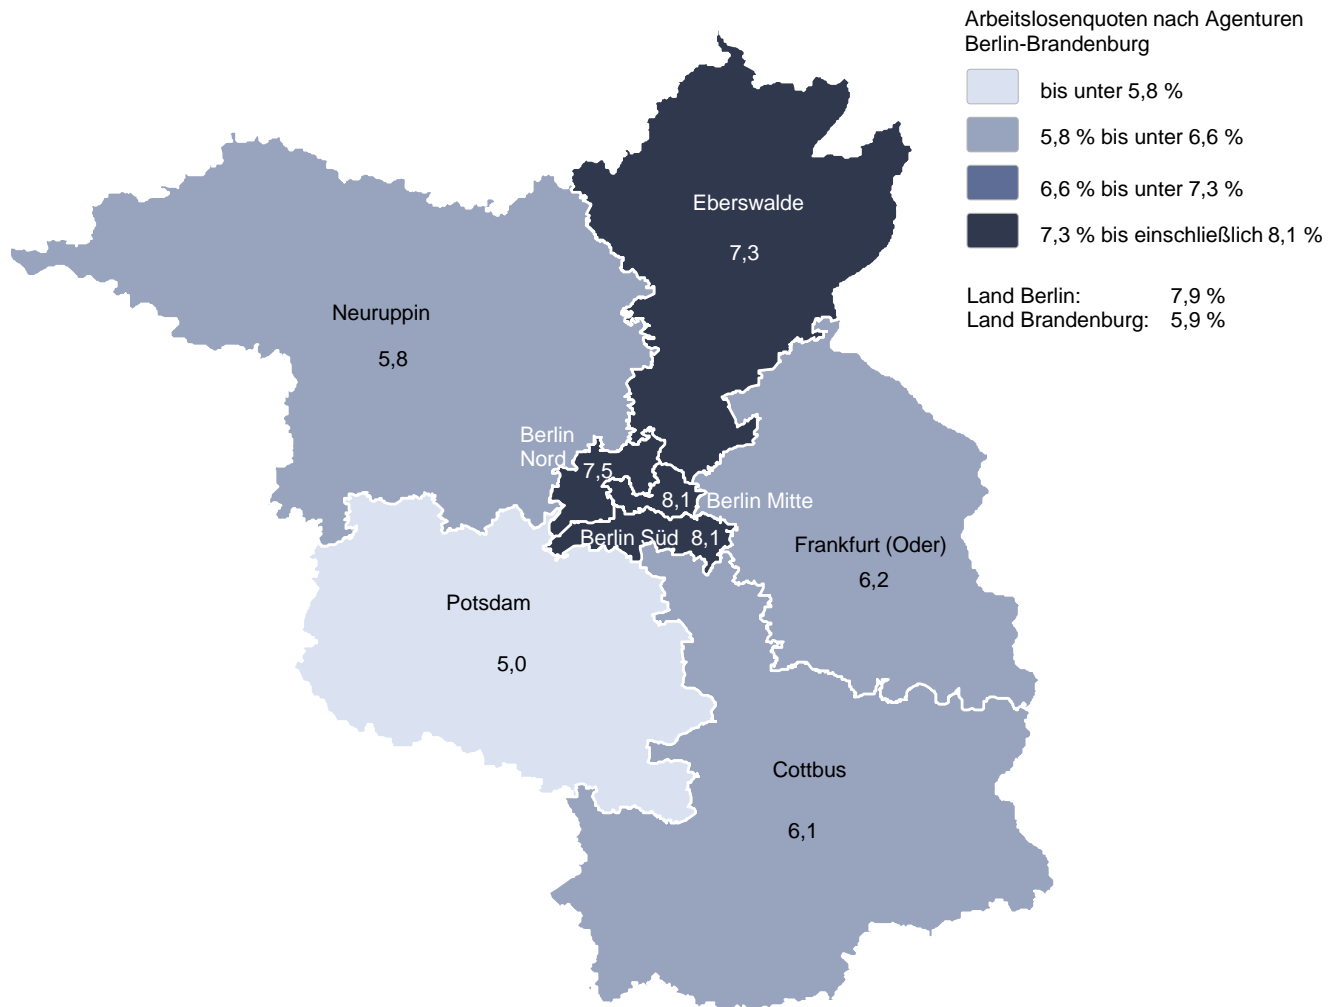 Arbeitslosenquoten nach Agenturen
Berlin-Brandenburg
bis unter 5,8 %
5,8 % bis unter 6,6 %
6,6 % bis unter 7,3 %
7,3 % bis einschließlich 8,1 %
Land Berlin: 7,9 %
Land Brandenburg: 5,9 %
Eberswalde
7,3
Neuruppin
5,8
Berlin
Nord
7,5
8,1 Berlin Mitte
Berlin Süd 8,1
Frankfurt (Oder)
6,2
Potsdam
5,0
Cottbus
6,1